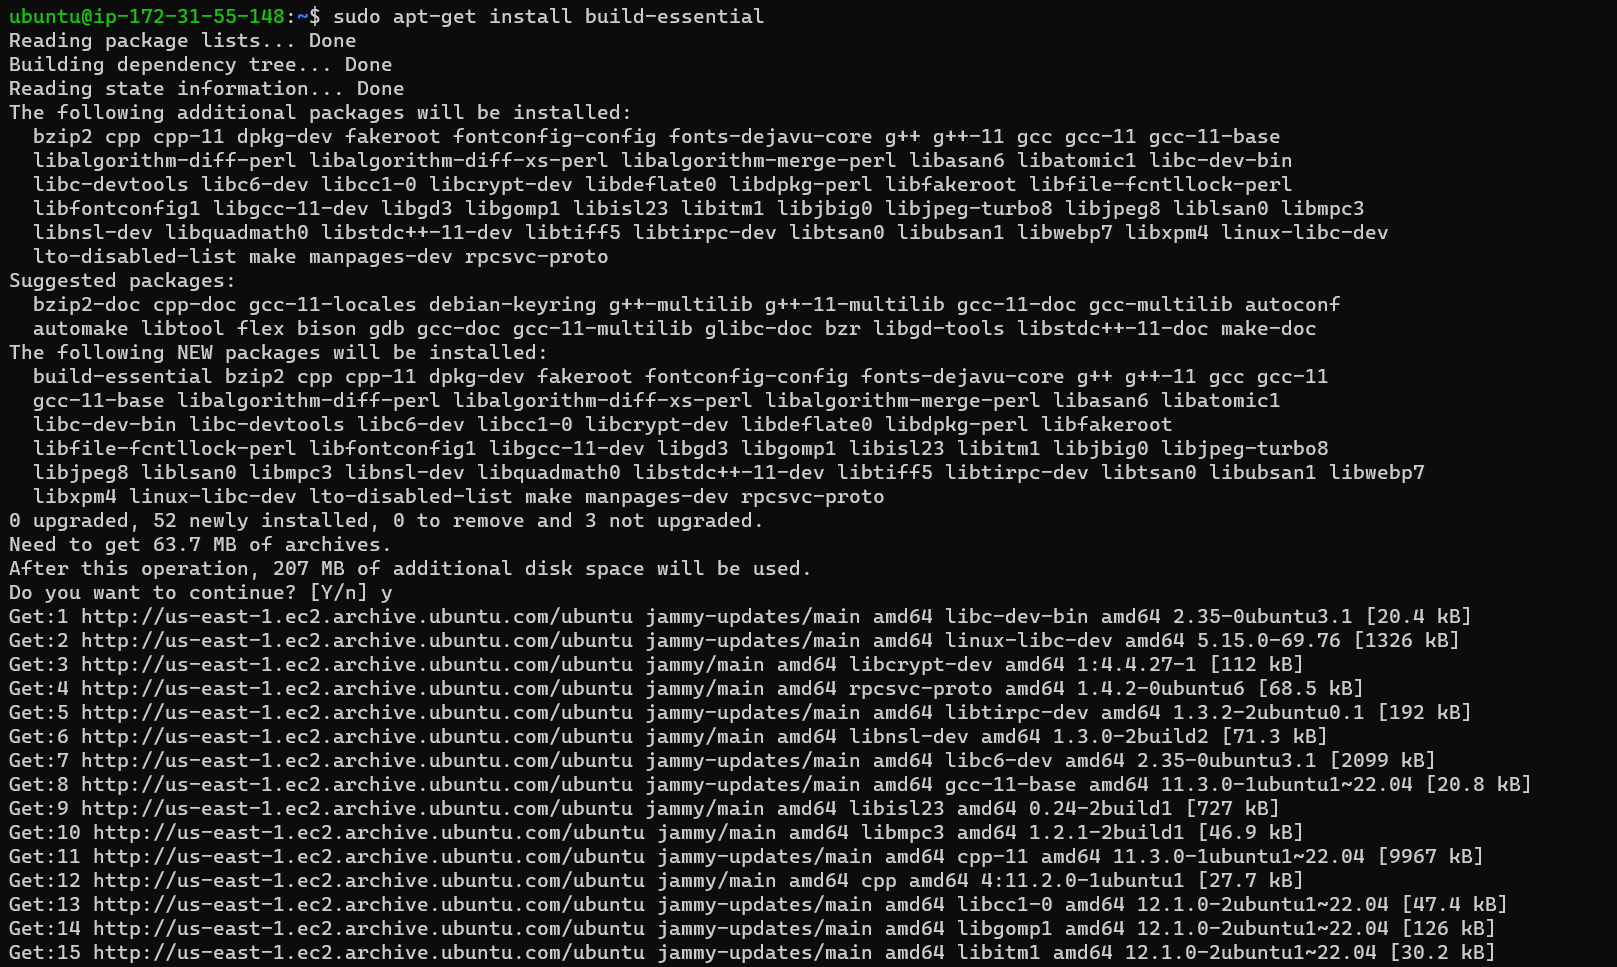 ubuntu@ip-172-31-55-148:~$ sudo apt-get install build-essential
Reading package lists... Done
Building dependency tree... Done
Reading state information... Done
The following additional packages will be installed:
  bzip2 cpp cpp-11 dpkg-dev fakeroot fontconfig-config fonts-dejavu-core g++ g++-11 gcc gcc-11 gcc-11-base
  libalgorithm-diff-perl libalgorithm-diff-xs-perl libalgorithm-merge-perl libasan6 libatomic1 libc-dev-bin
  libc-devtools libc6-dev libcc1-0 libcrypt-dev libdeflate0 libdpkg-perl libfakeroot libfile-fcntllock-perl
  libfontconfig1 libgcc-11-dev libgd3 libgomp1 libisl23 libitm1 libjbig0 libjpeg-turbo8 libjpeg8 liblsan0 libmpc3
  libnsl-dev libquadmath0 libstdc++-11-dev libtiff5 libtirpc-dev libtsan0 libubsan1 libwebp7 libxpm4 linux-libc-dev
  lto-disabled-list make manpages-dev rpcsvc-proto
Suggested packages:
  bzip2-doc cpp-doc gcc-11-locales debian-keyring g++-multilib g++-11-multilib gcc-11-doc gcc-multilib autoconf
  automake libtool flex bison gdb gcc-doc gcc-11-multilib glibc-doc bzr libgd-tools libstdc++-11-doc make-doc
The following NEW packages will be installed:
  build-essential bzip2 cpp cpp-11 dpkg-dev fakeroot fontconfig-config fonts-dejavu-core g++ g++-11 gcc gcc-11
  gcc-11-base libalgorithm-diff-perl libalgorithm-diff-xs-perl libalgorithm-merge-perl libasan6 libatomic1
  libc-dev-bin libc-devtools libc6-dev libcc1-0 libcrypt-dev libdeflate0 libdpkg-perl libfakeroot
  libfile-fcntllock-perl libfontconfig1 libgcc-11-dev libgd3 libgomp1 libisl23 libitm1 libjbig0 libjpeg-turbo8
  libjpeg8 liblsan0 libmpc3 libnsl-dev libquadmath0 libstdc++-11-dev libtiff5 libtirpc-dev libtsan0 libubsan1 libwebp7
  libxpm4 linux-libc-dev lto-disabled-list make manpages-dev rpcsvc-proto
0 upgraded, 52 newly installed, 0 to remove and 3 not upgraded.
Need to get 63.7 MB of archives.
After this operation, 207 MB of additional disk space will be used.
Do you want to continue? [Y/n] y
Get:1 http://us-east-1.ec2.archive.ubuntu.com/ubuntu jammy-updates/main amd64 libc-dev-bin amd64 2.35-0ubuntu3.1 [20.4 kB]
Get:2 http://us-east-1.ec2.archive.ubuntu.com/ubuntu jammy-updates/main amd64 linux-libc-dev amd64 5.15.0-69.76 [1326 kB]
Get:3 http://us-east-1.ec2.archive.ubuntu.com/ubuntu jammy/main amd64 libcrypt-dev amd64 1:4.4.27-1 [112 kB]
Get:4 http://us-east-1.ec2.archive.ubuntu.com/ubuntu jammy/main amd64 rpcsvc-proto amd64 1.4.2-0ubuntu6 [68.5 kB]
Get:5 http://us-east-1.ec2.archive.ubuntu.com/ubuntu jammy-updates/main amd64 libtirpc-dev amd64 1.3.2-2ubuntu0.1 [192 kB]
Get:6 http://us-east-1.ec2.archive.ubuntu.com/ubuntu jammy/main amd64 libnsl-dev amd64 1.3.0-2build2 [71.3 kB]
Get:7 http://us-east-1.ec2.archive.ubuntu.com/ubuntu jammy-updates/main amd64 libc6-dev amd64 2.35-0ubuntu3.1 [2099 kB]
Get:8 http://us-east-1.ec2.archive.ubuntu.com/ubuntu jammy-updates/main amd64 gcc-11-base amd64 11.3.0-1ubuntu1~22.04 [20.8 kB]
Get:9 http://us-east-1.ec2.archive.ubuntu.com/ubuntu jammy/main amd64 libisl23 amd64 0.24-2build1 [727 kB]
Get:10 http://us-east-1.ec2.archive.ubuntu.com/ubuntu jammy/main amd64 libmpc3 amd64 1.2.1-2build1 [46.9 kB]
Get:11 http://us-east-1.ec2.archive.ubuntu.com/ubuntu jammy-updates/main amd64 cpp-11 amd64 11.3.0-1ubuntu1~22.04 [9967 kB]
Get:12 http://us-east-1.ec2.archive.ubuntu.com/ubuntu jammy/main amd64 cpp amd64 4:11.2.0-1ubuntu1 [27.7 kB]
Get:13 http://us-east-1.ec2.archive.ubuntu.com/ubuntu jammy-updates/main amd64 libcc1-0 amd64 12.1.0-2ubuntu1~22.04 [47.4 kB]
Get:14 http://us-east-1.ec2.archive.ubuntu.com/ubuntu jammy-updates/main amd64 libgomp1 amd64 12.1.0-2ubuntu1~22.04 [126 kB]
Get:15 http://us-east-1.ec2.archive.ubuntu.com/ubuntu jammy-updates/main amd64 libitm1 amd64 12.1.0-2ubuntu1~22.04 [30.2 kB]